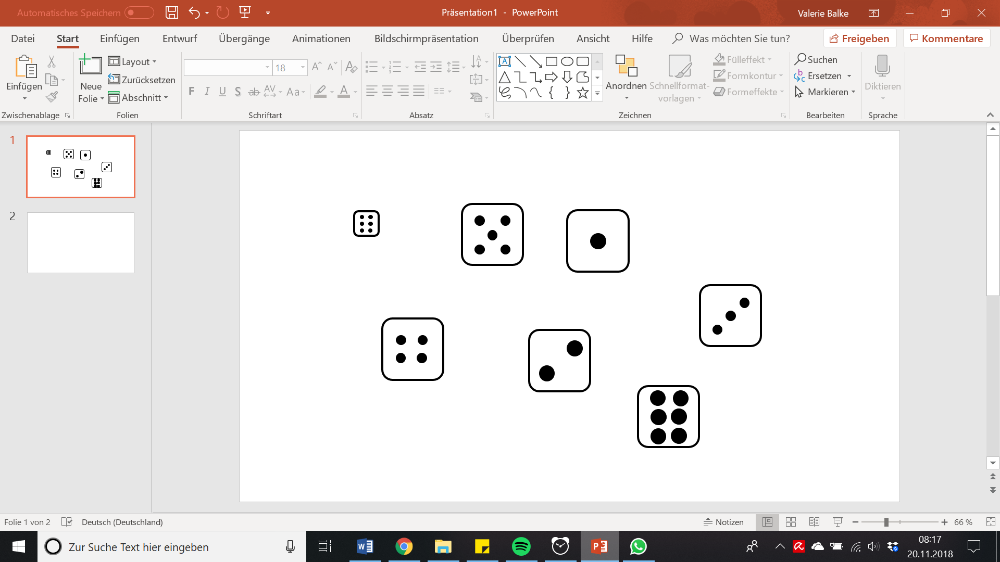 Automatisches Speichern
Präsentation1 - PowerPoint
Valerie Balke
Datei Start Einfügen Entwurf Übergänge Animationen Bildschirmpräsentation Überprüfen Ansicht Hilfe Was möchten Sie tun? Freigeben Kommentare
Einfügen
Neue Folie
Layout
Zurücksetzen
Abschnitt
18
F K U S ab AV Aa A
Anordnen
Schnellformat-
vorlagen
Fülleffekt
Formkontur
Formeffekte
Suchen
Ersetzen
Markieren
Diktieren
Zwischenablage Folien Schriftart Absatz Zeichnen Bearbeiten Sprache
1
2
Folie 1 von 2 Deutsch (Deutschland) Notizen 66 %
Zur Suche Text hier eingeben
08:17
20.11.2018